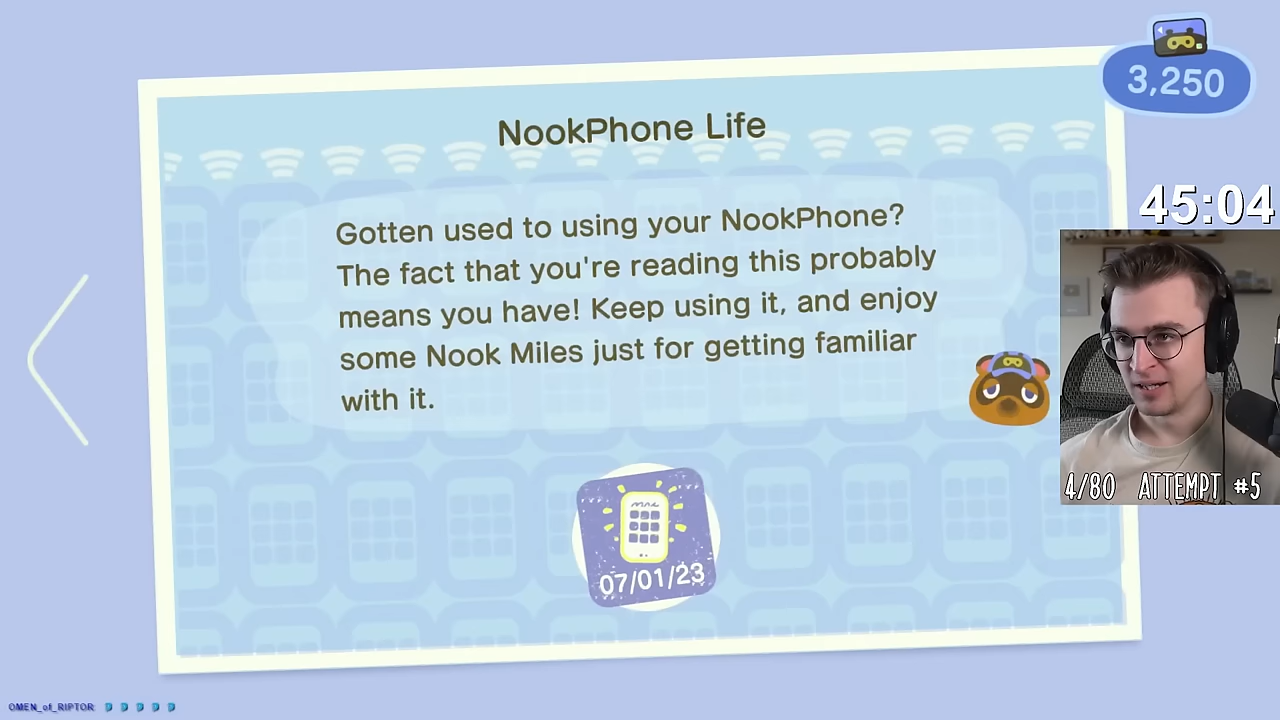 3,250
NookPhone Life
45:04
Gotten used to using your NookPhone?
The fact that you're reading this probably
means you have! Keep using it, and enjoy
some Nook Miles just for getting familiar
with it.
4/80 ATTEMPT #5
07/01/23
OMEN_of_RIPTOR